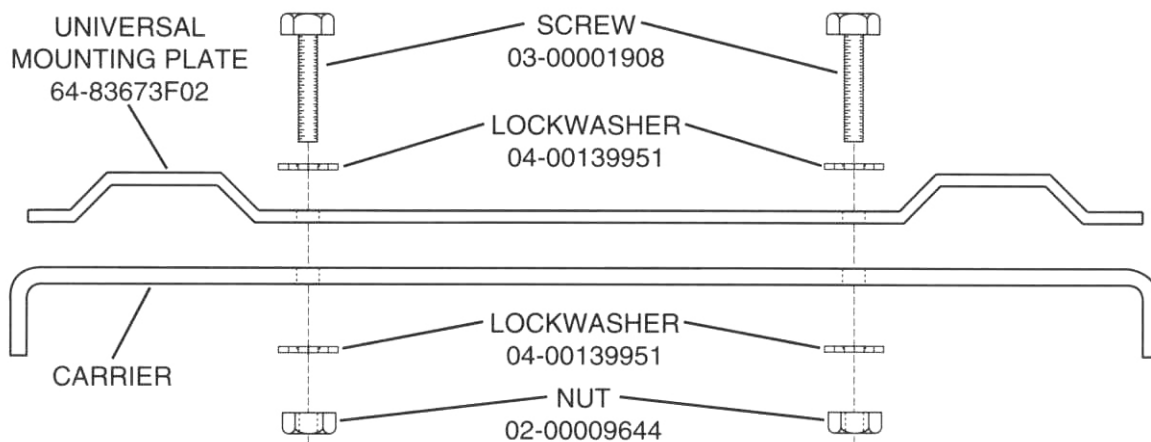 UNIVERSAL
MOUNTING PLATE
64-83673F02
SCREW
03-00001908
LOCKWASHER
04-00139951
LOCKWASHER
04-00139951
CARRIER
NUT
02-00009644